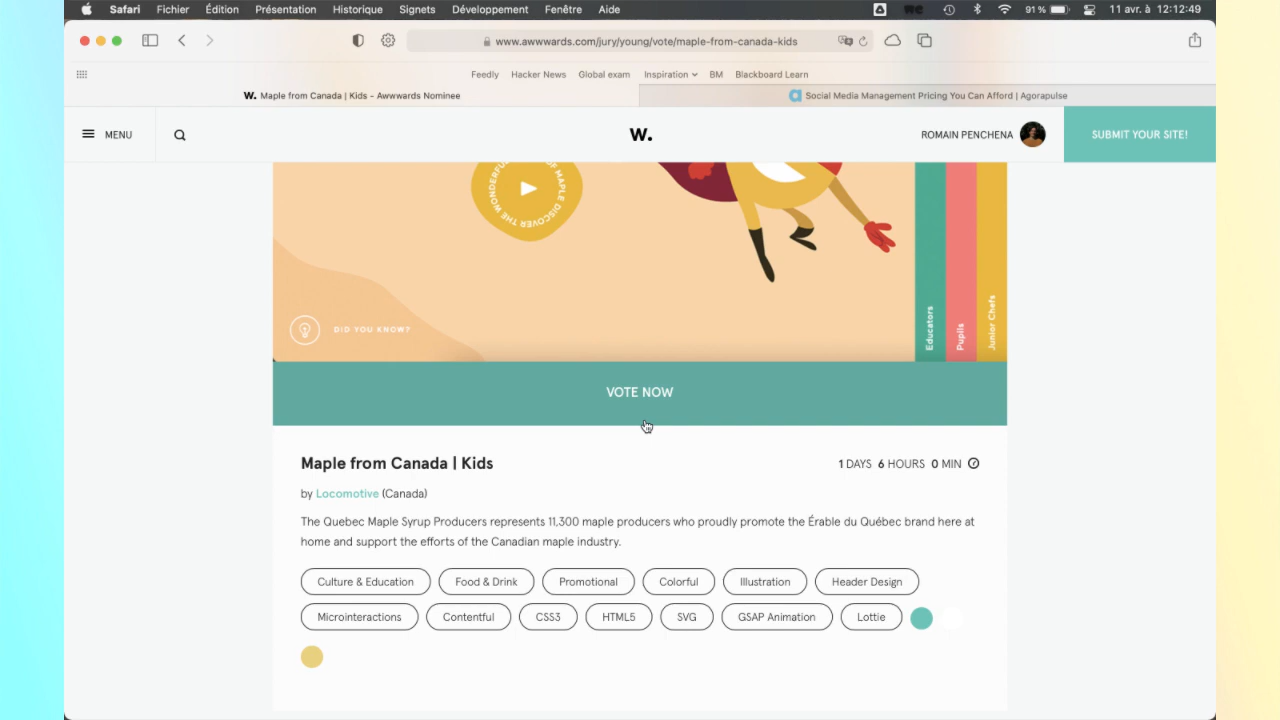 Safari Fichier Édition Présentation Historique Signets Développement Fenêtre Aide 91 % 11 avr. à 12:12:49
www.awwwards.com/jury/young/vote/maple-from-canada-kids
Feedly Hacker News Global exam Inspiration BM Blackboard Learn
W. Maple from Canada | Kids - Awwwards Nominee Social Media Management Pricing You Can Afford | Agorapulse
MENU W. ROMAIN PENCHENA SUBMIT YOUR SITE!
OF MAPLE DISCOVER THE WONDERFUL
DID YOU KNOW?
Educators
Pupils
Junior Chefs
VOTE NOW
Maple from Canada | Kids 1 DAYS 6 HOURS 0 MIN
by Locomotive (Canada)
The Quebec Maple Syrup Producers represents 11,300 maple producers who proudly promote the Érable du Québec brand here at
home and support the efforts of the Canadian maple industry.
Culture & Education Food & Drink Promotional Colorful Illustration Header Design
Microinteractions Contentful CSS3 HTML5 SVG GSAP Animation Lottie